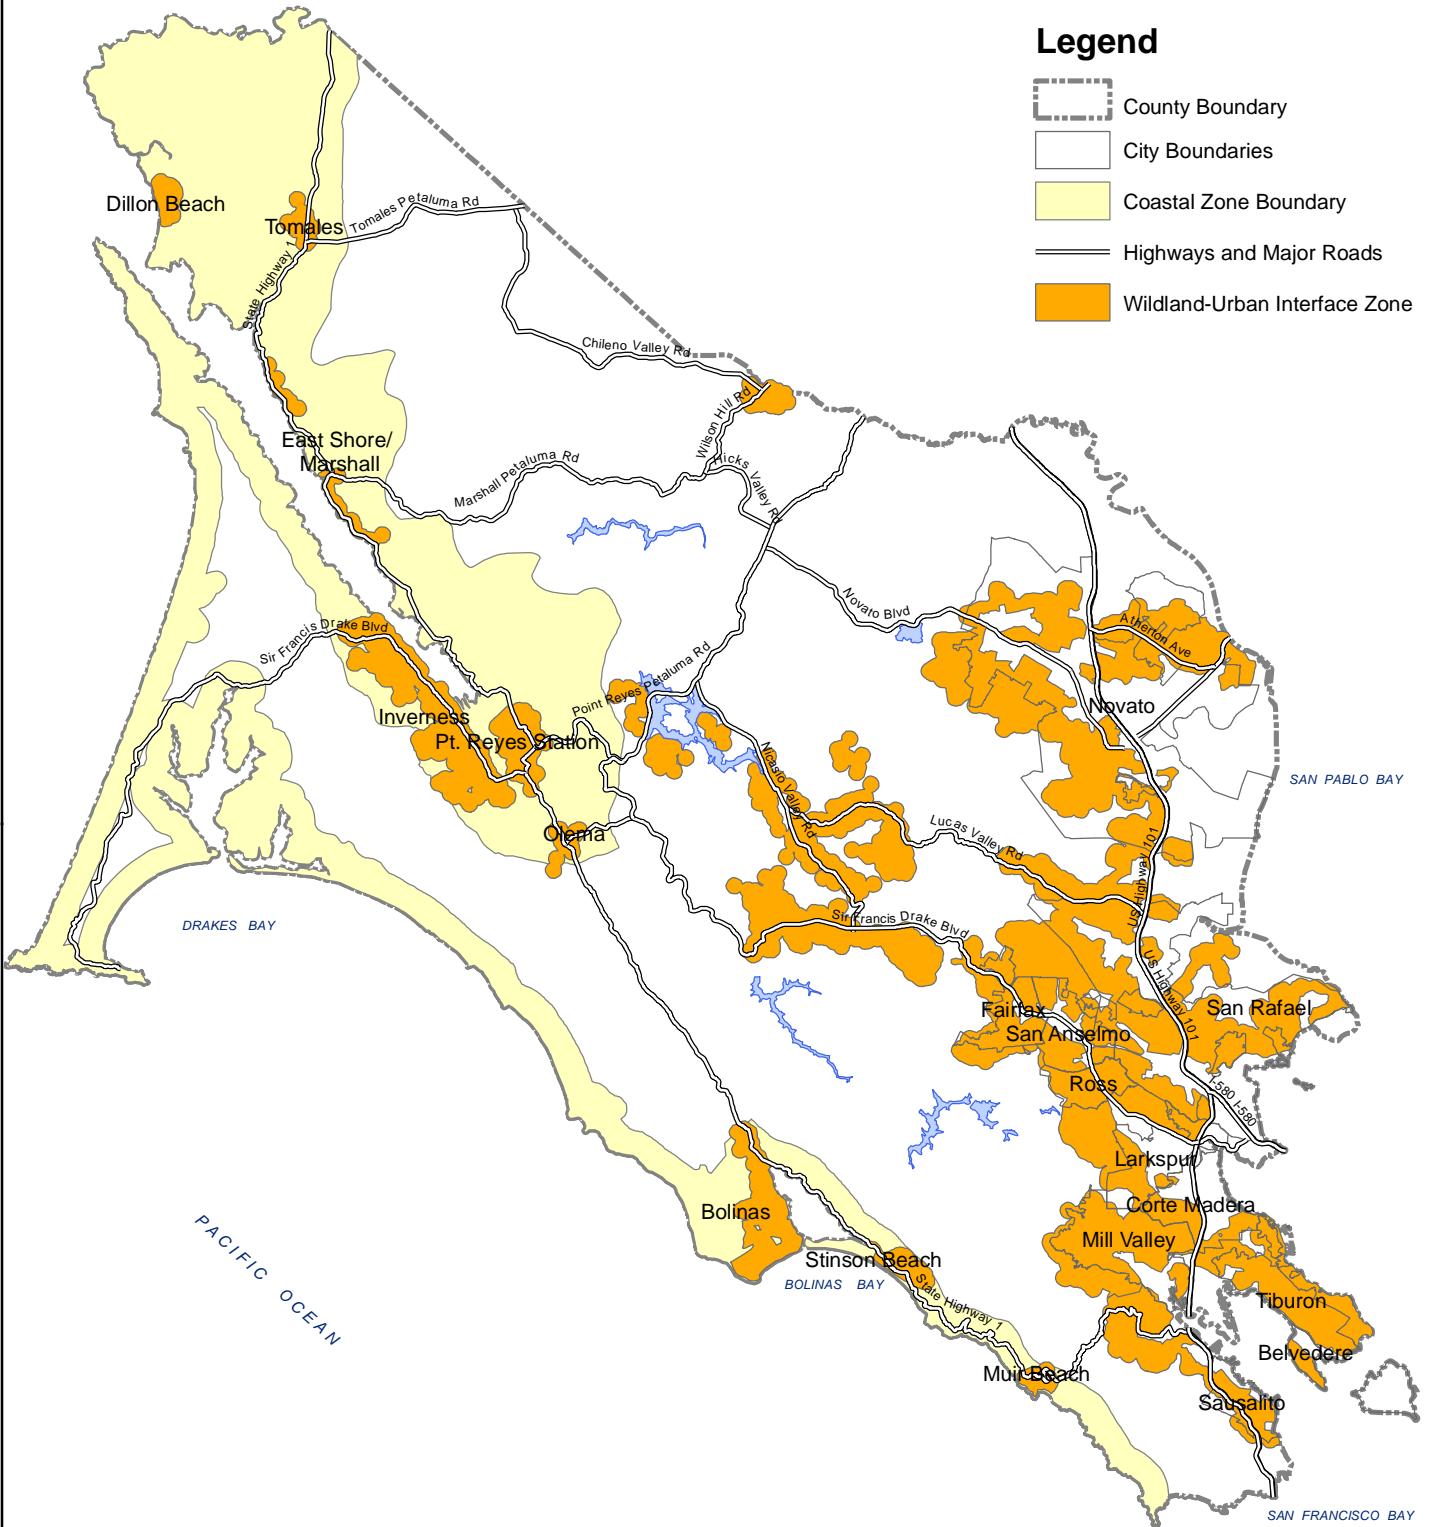 Legend
County Boundary
City Boundaries
Coastal Zone Boundary
Highways and Major Roads
Wildland-Urban Interface Zone
Dillon Beach
Tomales
Tomales Petaluma Rd
State Highway 1
Chileno Valley Rd
Wilson Hill Rd
East Shore/
Marshall
Marshall Petaluma Rd
Hicks Valley Rd
Novato Blvd
Atherton Ave
Sir Francis Drake Blvd
Point Reyes Petaluma Rd
Inverness
Novato
Pt. Reyes Station
SAN PABLO BAY
Nicasio Valley Rd
Olema
Lucas Valley Rd
US Highway 101
DRAKES BAY
Sir Francis Drake Blvd
US Highway 101
Fairfax
San Rafael
San Anselmo
Ross
I-580 I-580
Larkspur
Corte Madera
Bolinas
Mill Valley
Stinson Beach
BOLINAS BAY
PACIFIC OCEAN
State Highway 1
Tiburon
Belvedere
Muir Beach
Sausalito
SAN FRANCISCO BAY